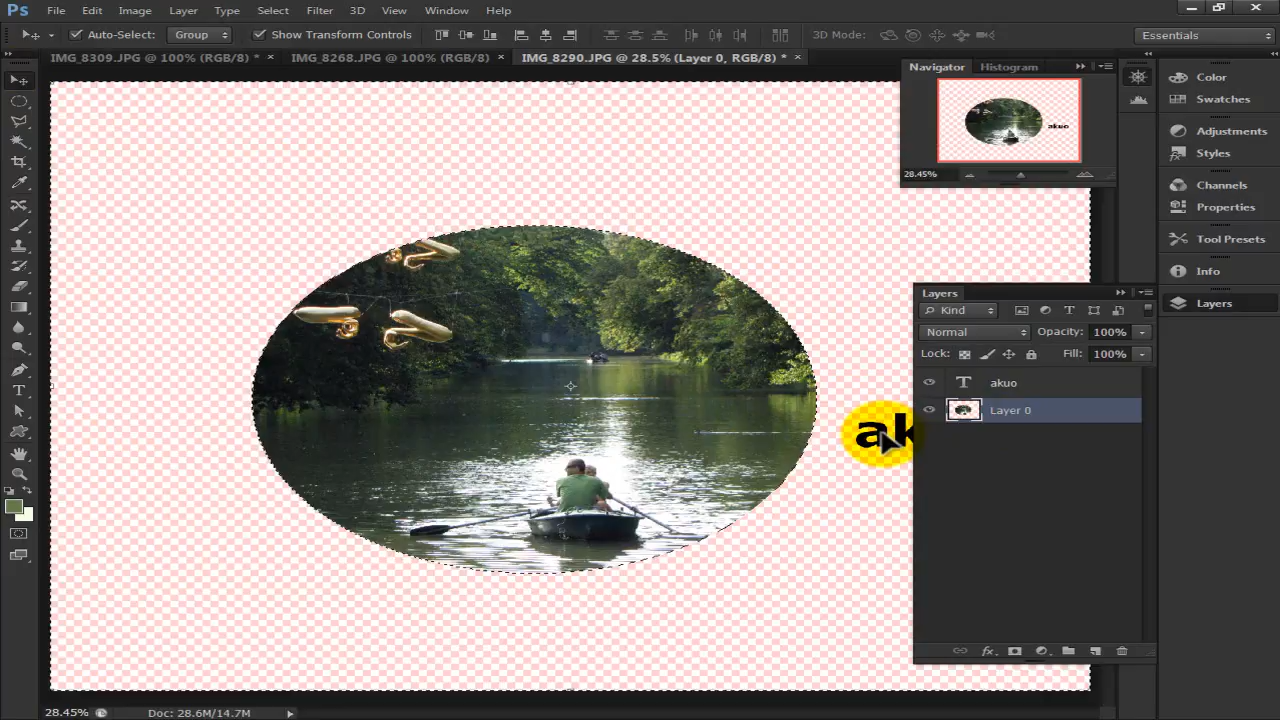 Ps File Edit Image Layer Type Select Filter 3D View Window Help
Auto-Select: Group Show Transform Controls 3D Mode: Essentials
IMG_8309.JPG @ 100% (RGB/8) * × IMG_8268.JPG @ 100% (RGB/8) × IMG_8290.JPG @ 28.5% (Layer 0, RGB/8) * ×
Navigator Histogram
akuo
28.45%
Color
Swatches
Adjustments
Styles
Channels
Properties
Tool Presets
Info
Layers
Layers
Kind
Normal Opacity: 100%
Lock: Fill: 100%
T akuo
Layer 0
ak
fx
28.45% Doc: 28.6M/14.7M